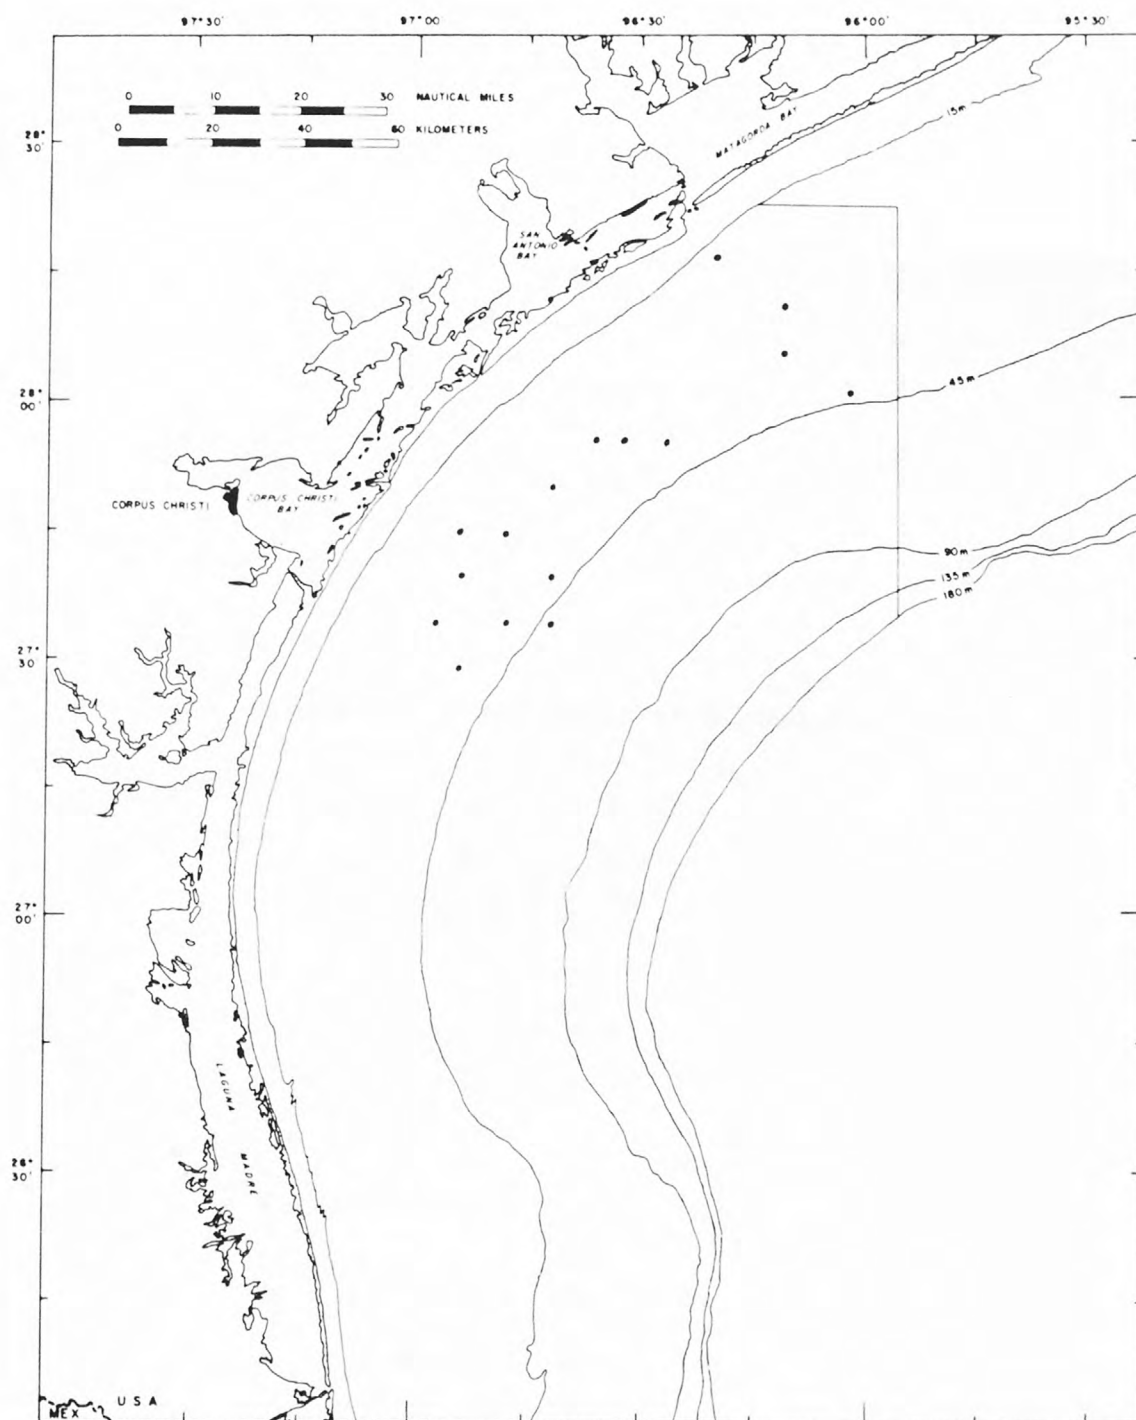 97°30'
97°00
96°30'
96°00'
95°30'
0 10 20 30 NAUTICAL MILES
0 20 40 60 KILOMETERS
28°
30'
MATAGORDA BAY
15m
SAN
ANTONIO
BAY
28°
00'
45m
CORPUS CHRISTI
CORPUS CHRISTI
BAY
90m
135m
180m
27°
30'
27°
00'
LAGUNA
MADRE
26°
30'
USA
MEX